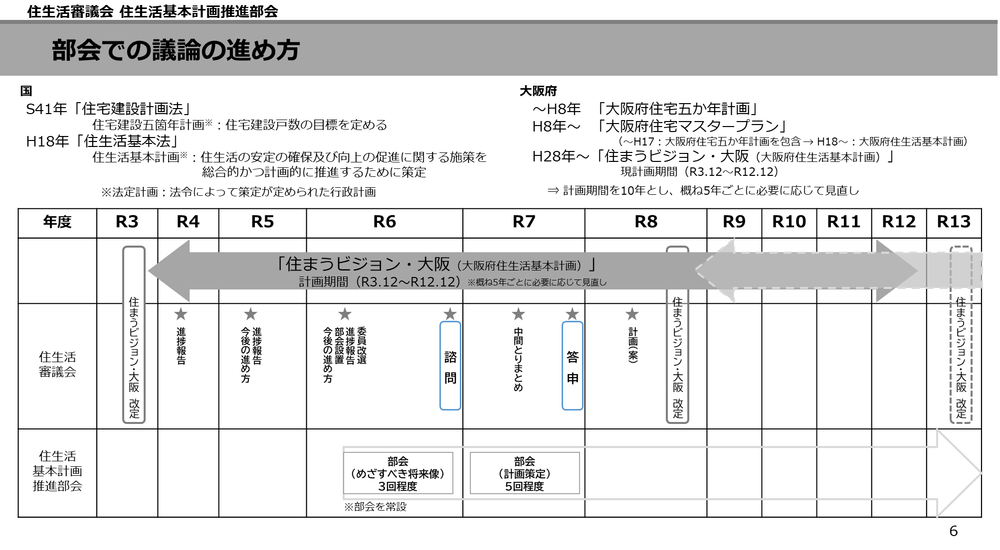 住生活審議会 住生活基本計画推進部会
部会での議論の進め方
国
S41年「住宅建設計画法」
住宅建設五箇年計画※：住宅建設戸数の目標を定める
H18年「住生活基本法」
住生活基本計画※：住生活の安定の確保及び向上の促進に関する施策を
総合的かつ計画的に推進するために策定
※法定計画：法令によって策定が定められた行政計画
大阪府
～H8年　「大阪府住宅五か年計画」
H8年～　「大阪府住宅マスタープラン」
（～H17：大阪府住宅五か年計画を包含 → H18～：大阪府住生活基本計画）
H28年～「住まうビジョン・大阪（大阪府住生活基本計画）」
現計画期間（R3.12～R12.12）
⇒ 計画期間を10年とし、概ね5年ごとに必要に応じて見直し
年度 R3 R4 R5 R6 R7 R8 R9 R10 R11 R12 R13
「住まうビジョン・大阪（大阪府住生活基本計画）」
計画期間（R3.12～R12.12）※概ね5年ごとに必要に応じて見直し
住生活
審議会
住まうビジョン・大阪 改定
★
進捗報告
★
進捗報告
今後の進め方
★
委員改選
進捗報告
部会設置
今後の進め方
★
諮問
★
中間とりまとめ
★
答申
★
計画（案）
住まうビジョン・大阪 改定
住まうビジョン・大阪 改定
住生活
基本計画
推進部会
部会
（めざすべき将来像）
3回程度
部会
（計画策定）
5回程度
※部会を常設
6